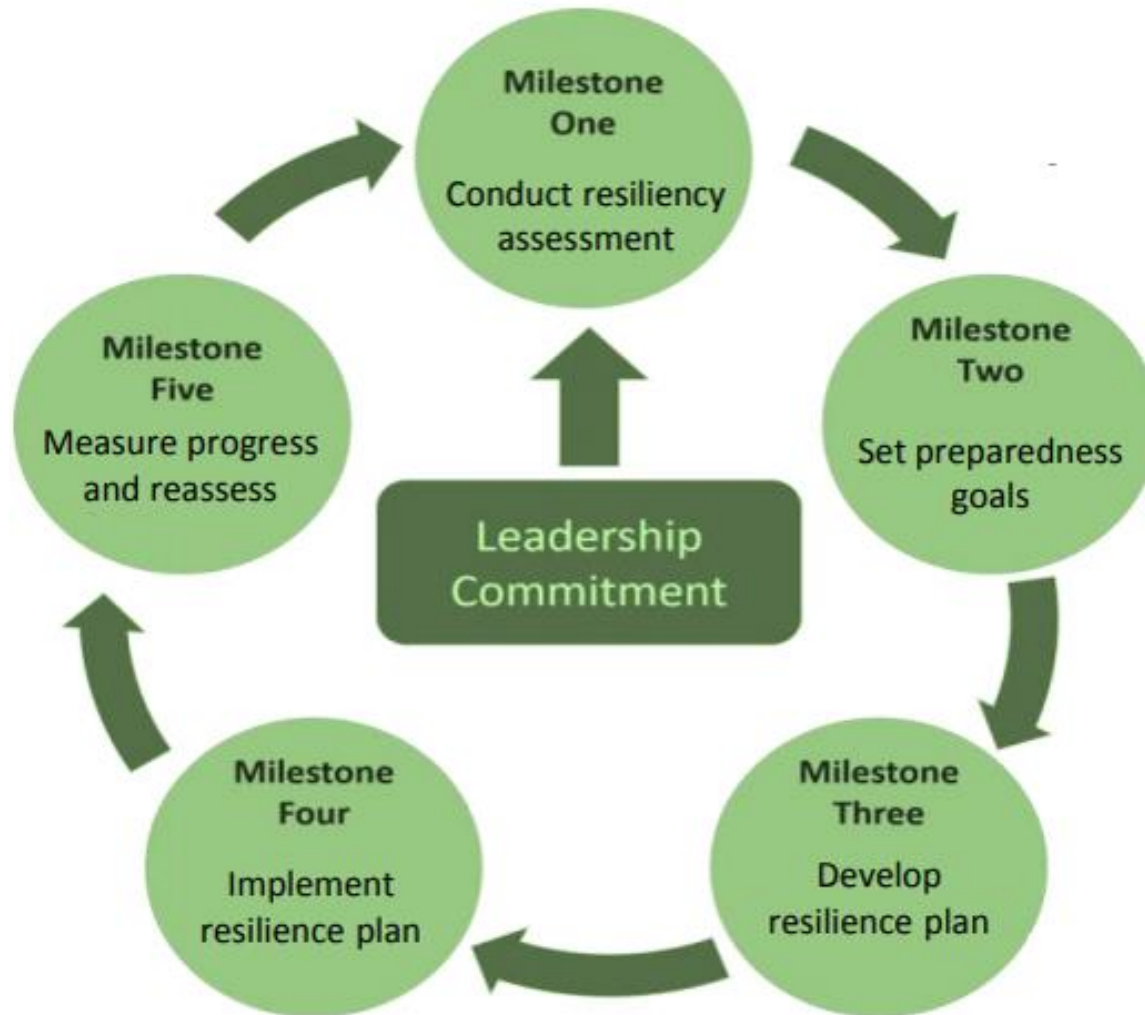 Milestone
One
Conduct resiliency
assessment
Milestone
Two
Set preparedness
goals
Milestone
Three
Develop
resilience plan
Milestone
Four
Implement
resilience plan
Milestone
Five
Measure progress
and reassess
Leadership
Commitment